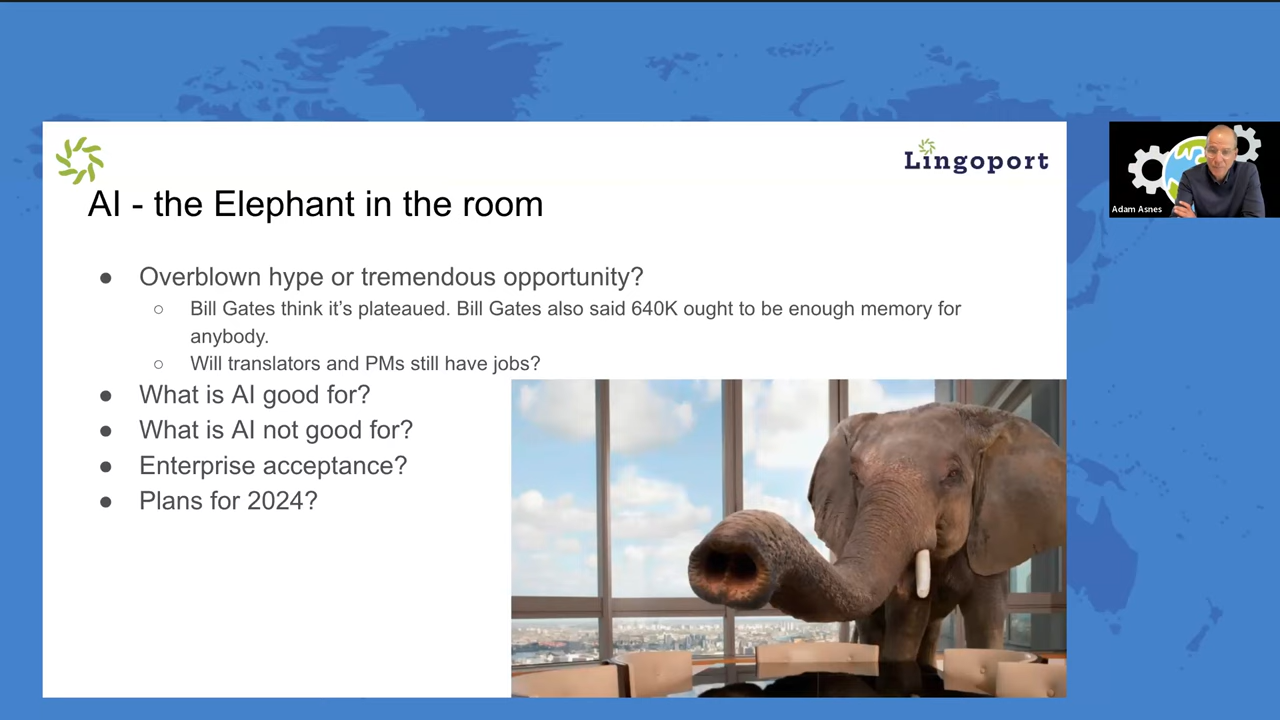 Lingoport
AI - the Elephant in the room
● Overblown hype or tremendous opportunity?
○ Bill Gates think it’s plateaued. Bill Gates also said 640K ought to be enough memory for
anybody.
○ Will translators and PMs still have jobs?
● What is AI good for?
● What is AI not good for?
● Enterprise acceptance?
● Plans for 2024?
Adam Asnes